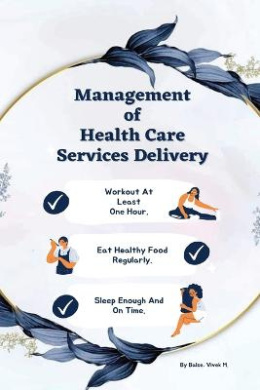 Management
of
Health Care
Services Delivery
Workout At
Least
One Hour.
Eat Healthy Food
Regularly.
Sleep Enough And
On Time.
By Balan. Vivek M.